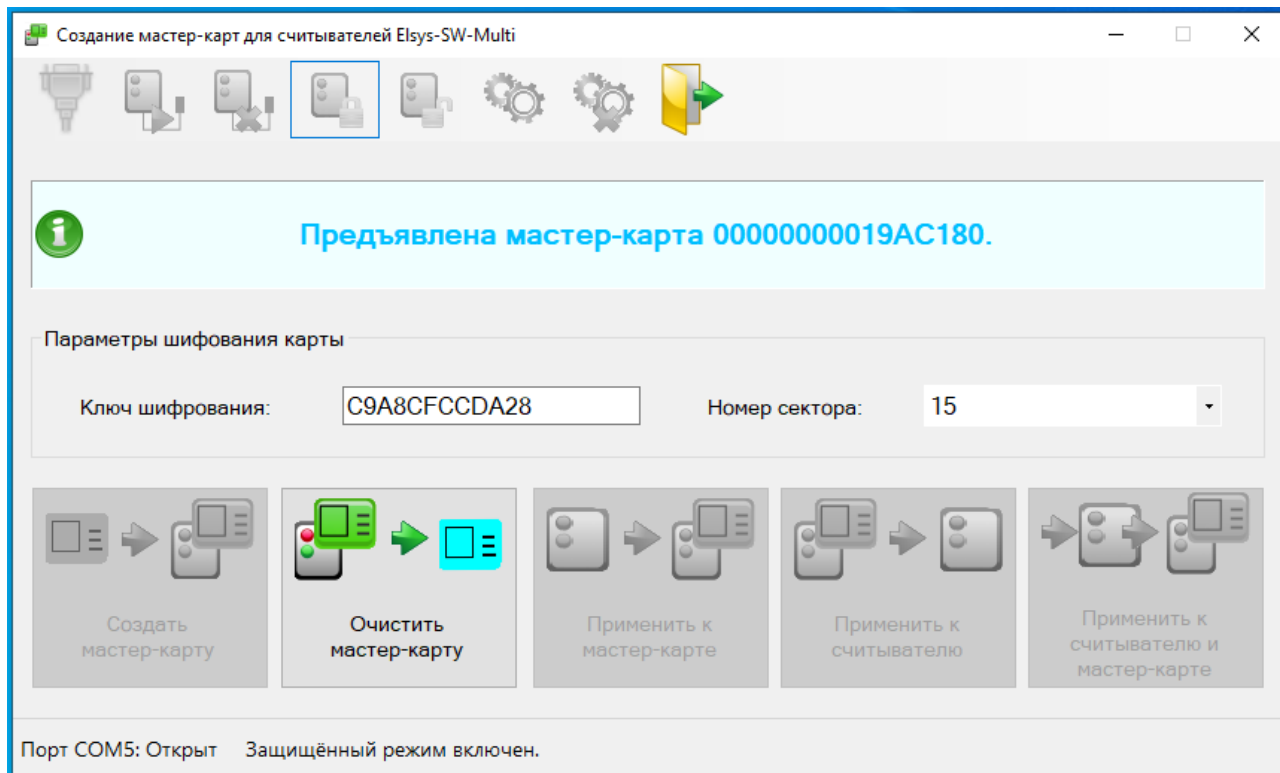 Создание мастер-карт для считывателей Elsys-SW-Multi
Предъявлена мастер-карта 00000000019AC180.
Параметры шифования карты
Ключ шифрования: C9A8CFCCDA28 Номер сектора: 15
Создать
мастер-карту
Очистить
мастер-карту
Применить к
мастер-карте
Применить к
считывателю
Применить к
считывателю и
мастер-карте
Порт COM5: Открыт Защищённый режим включен.